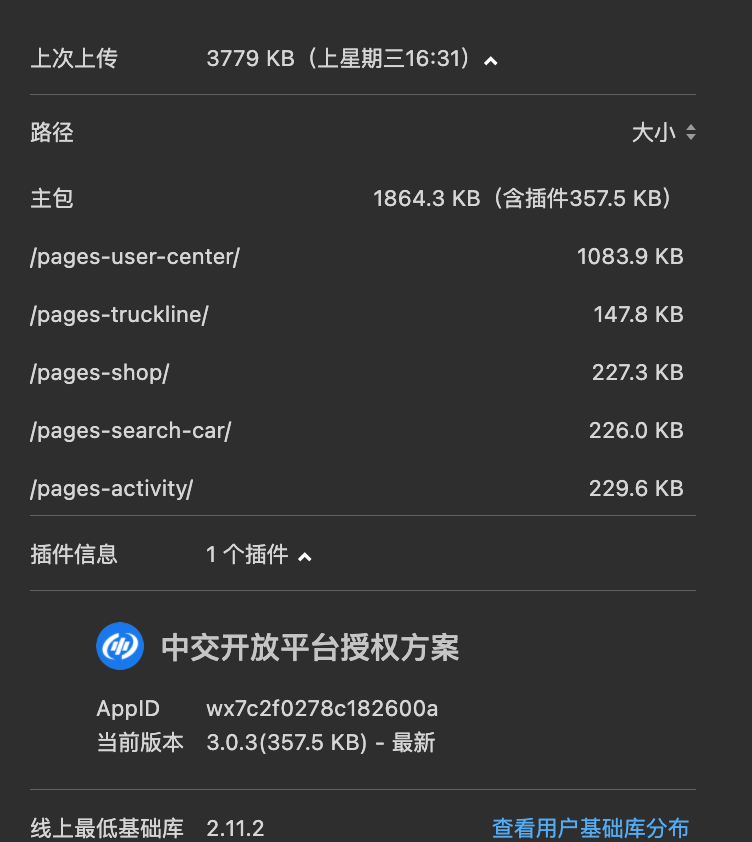 上次上传 3779 KB（上星期三16:31）
路径 大小
主包 1864.3 KB（含插件357.5 KB）
/pages-user-center/ 1083.9 KB
/pages-truckline/ 147.8 KB
/pages-shop/ 227.3 KB
/pages-search-car/ 226.0 KB
/pages-activity/ 229.6 KB
插件信息 1 个插件
中交开放平台授权方案
AppID wx7c2f0278c182600a
当前版本 3.0.3(357.5 KB) - 最新
线上最低基础库 2.11.2 查看用户基础库分布